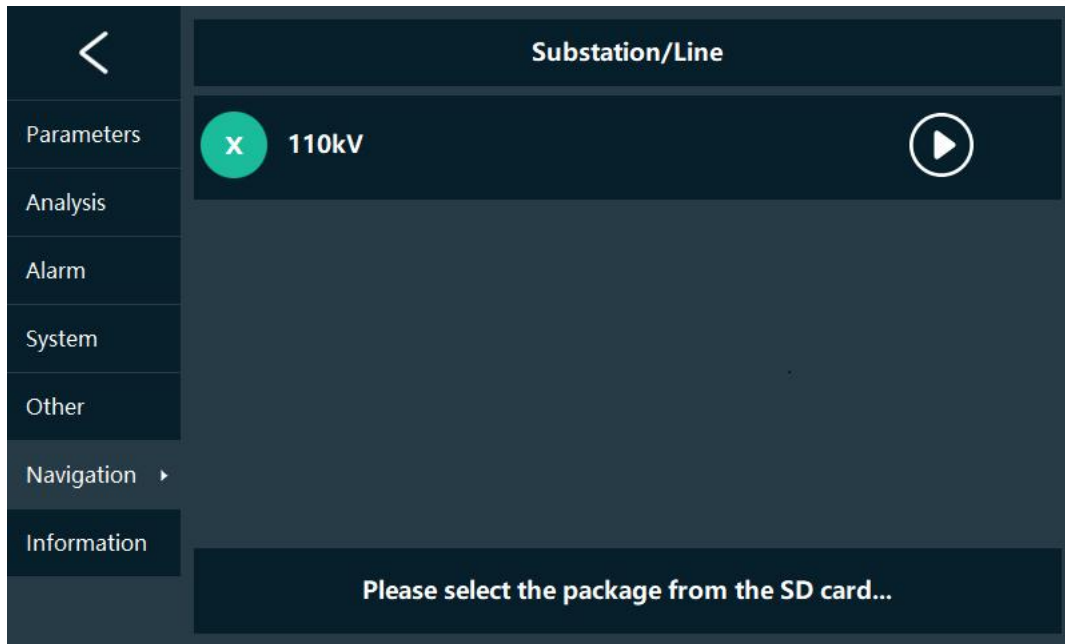 Substation/Line
Parameters
x 110kV
Analysis
Alarm
System
Other
Navigation
Information
Please select the package from the SD card...